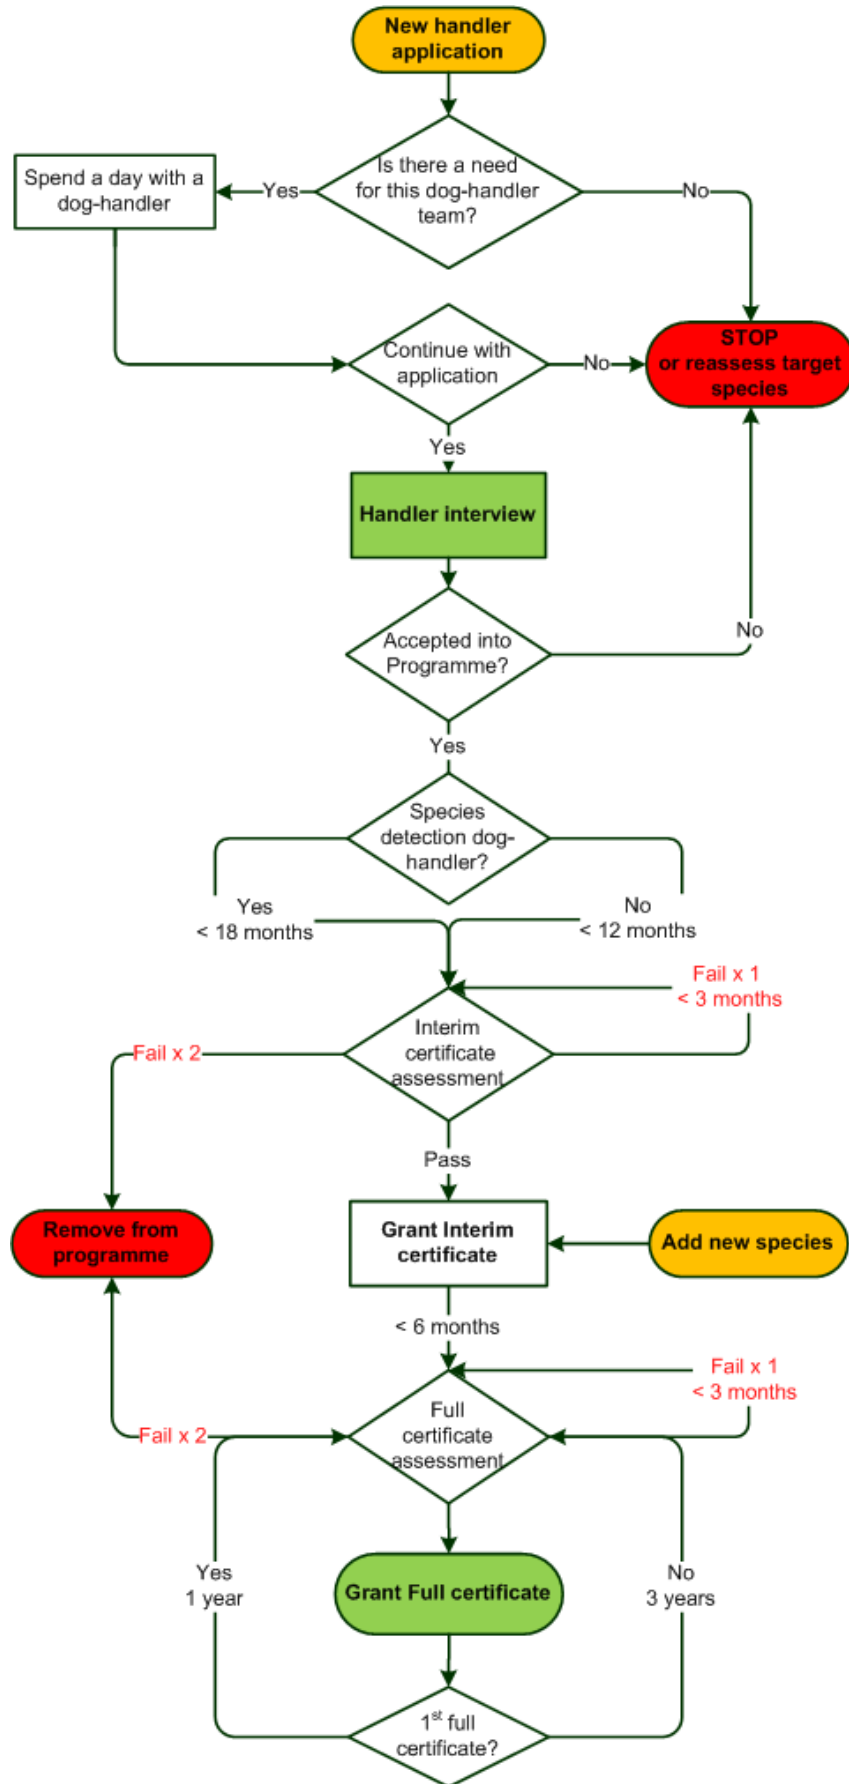 New handler
application
Is there a need
for this dog-handler
team?
Yes
No
Spend a day with a
dog-handler
Continue with
application
No
STOP
or reassess target
species
Yes
Handler interview
Accepted into
Programme?
No
Yes
Species
detection dog-
handler?
Yes
< 18 months
No
< 12 months
Fail x 1
< 3 months
Interim
certificate
assessment
Fail x 2
Pass
Remove from
programme
Grant Interim
certificate
Add new species
< 6 months
Fail x 1
< 3 months
Full
certificate
assessment
Fail x 2
Yes
1 year
Grant Full certificate
No
3 years
1st full
certificate?